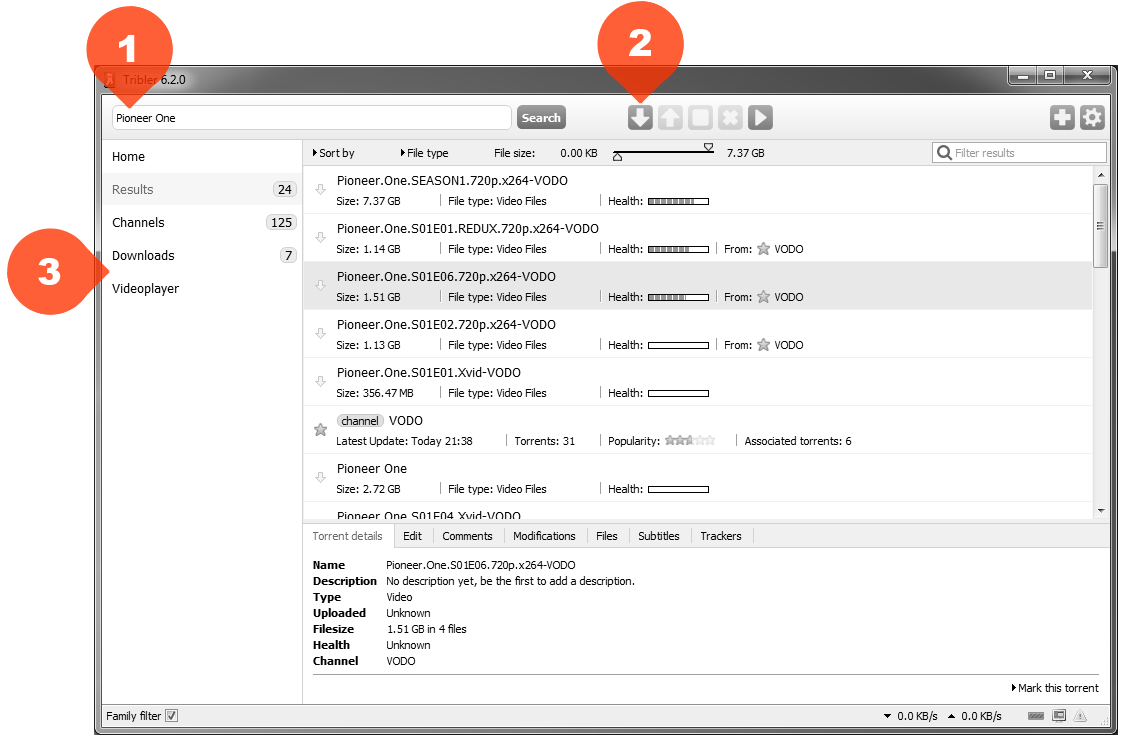 1
2
Tribler 6.2.0
Pioneer One
Search
Home
Results 24
Channels 125
Downloads 7
Videoplayer
3
Sort by File type File size: 0.00 KB 7.37 GB Filter results
Pioneer.One.SEASON1.720p.x264-VODO
Size: 7.37 GB File type: Video Files Health:
Pioneer.One.S01E01.REDUX.720p.x264-VODO
Size: 1.14 GB File type: Video Files Health: From: VODO
Pioneer.One.S01E06.720p.x264-VODO
Size: 1.51 GB File type: Video Files Health: From: VODO
Pioneer.One.S01E02.720p.x264-VODO
Size: 1.13 GB File type: Video Files Health: From: VODO
Pioneer.One.S01E01.Xvid-VODO
Size: 356.47 MB File type: Video Files Health:
channel VODO
Latest Update: Today 21:38 Torrents: 31 Popularity: Associated torrents: 6
Pioneer One
Size: 2.72 GB File type: Video Files Health:
Pioneer.One.S01E04.Xvid-VODO
Torrent details Edit Comments Modifications Files Subtitles Trackers
Name Pioneer.One.S01E06.720p.x264-VODO
Description No description yet, be the first to add a description.
Type Video
Uploaded Unknown
Filesize 1.51 GB in 4 files
Health Unknown
Channel VODO
Mark this torrent
Family filter 0.0 KB/s 0.0 KB/s